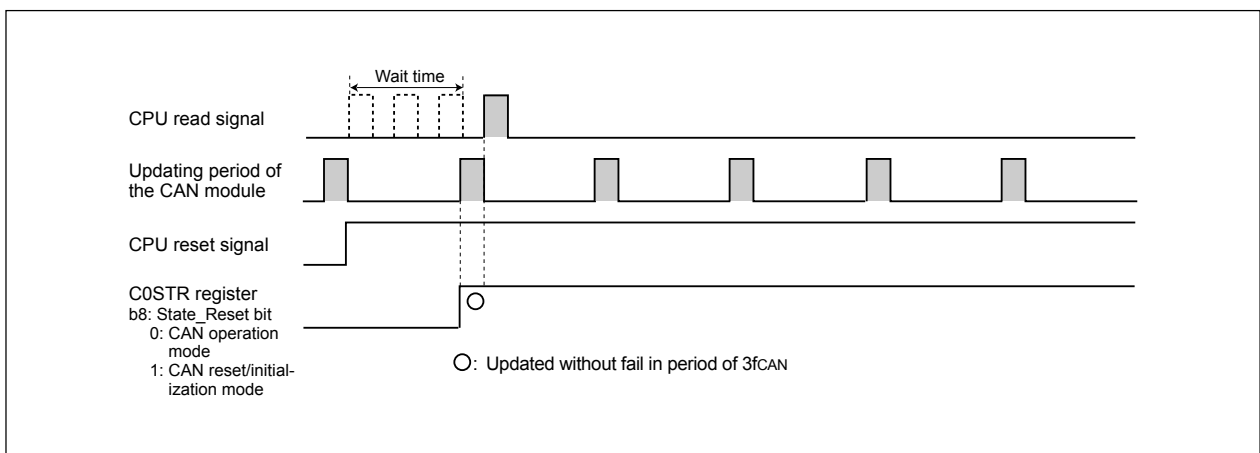 Wait time
CPU read signal
Updating period of
the CAN module
CPU reset signal
C0STR register
b8: State_Reset bit
0: CAN operation
mode
1: CAN reset/initial-
ization mode
○: Updated without fail in period of 3fCAN